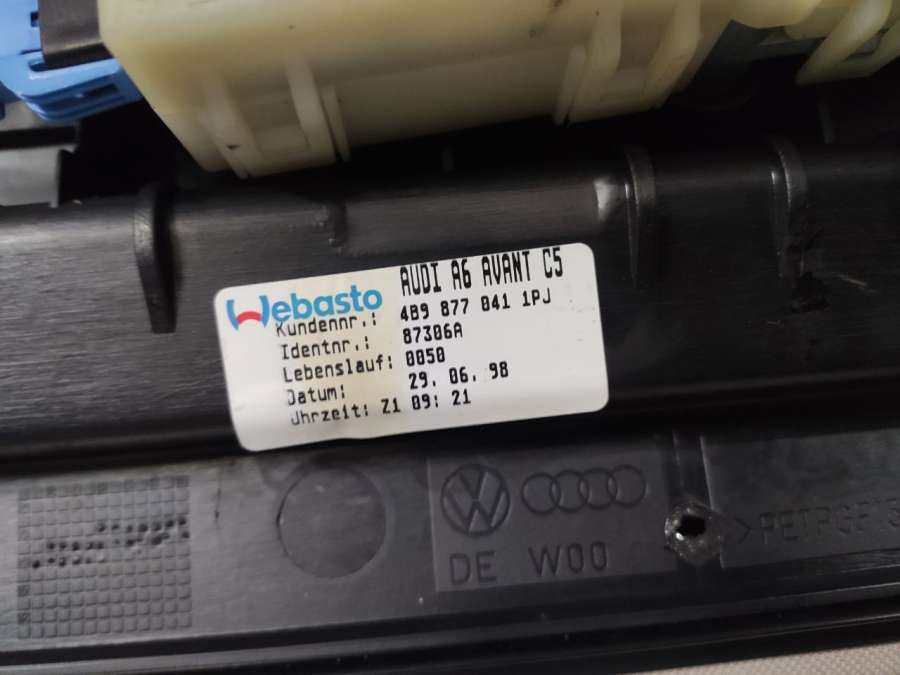 Webasto AUDI A6 AVANT C5
Kundennr.: 4B9 877 041 1PJ
Identnr.: 87306A
Lebenslauf: 0050
Datum: 29. 06. 98
Uhrzeit: Z1 09: 21
DE W00